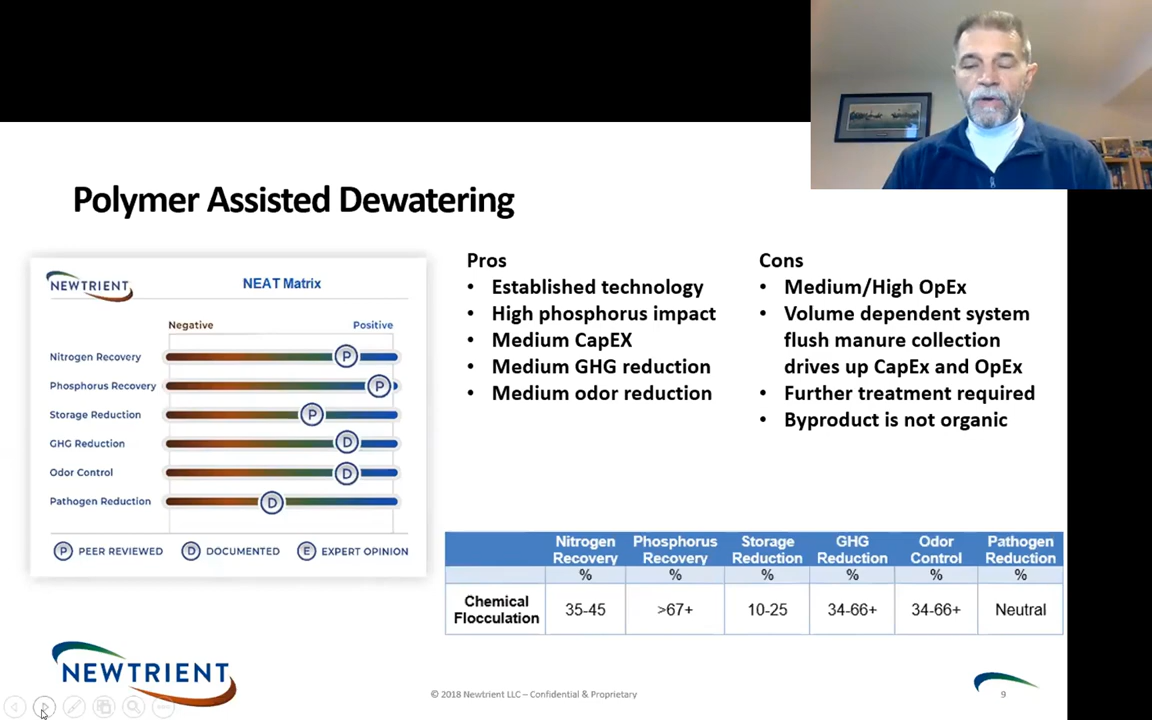 Polymer Assisted Dewatering
NEWTRIENT
NEAT Matrix
Negative
Positive
Nitrogen Recovery
P
Phosphorus Recovery
P
Storage Reduction
P
GHG Reduction
D
Odor Control
D
Pathogen Reduction
D
P PEER REVIEWED
D DOCUMENTED
E EXPERT OPINION
Pros
• Established technology
• High phosphorus impact
• Medium CapEX
• Medium GHG reduction
• Medium odor reduction
Cons
• Medium/High OpEx
• Volume dependent system
flush manure collection
drives up CapEx and OpEx
• Further treatment required
• Byproduct is not organic
Nitrogen Recovery
Phosphorus Recovery
Storage Reduction
GHG Reduction
Odor Control
Pathogen Reduction
% % % % % %
Chemical Flocculation
35-45 >67+ 10-25 34-66+ 34-66+ Neutral
NEWTRIENT
© 2018 Newtrient LLC – Confidential & Proprietary
9